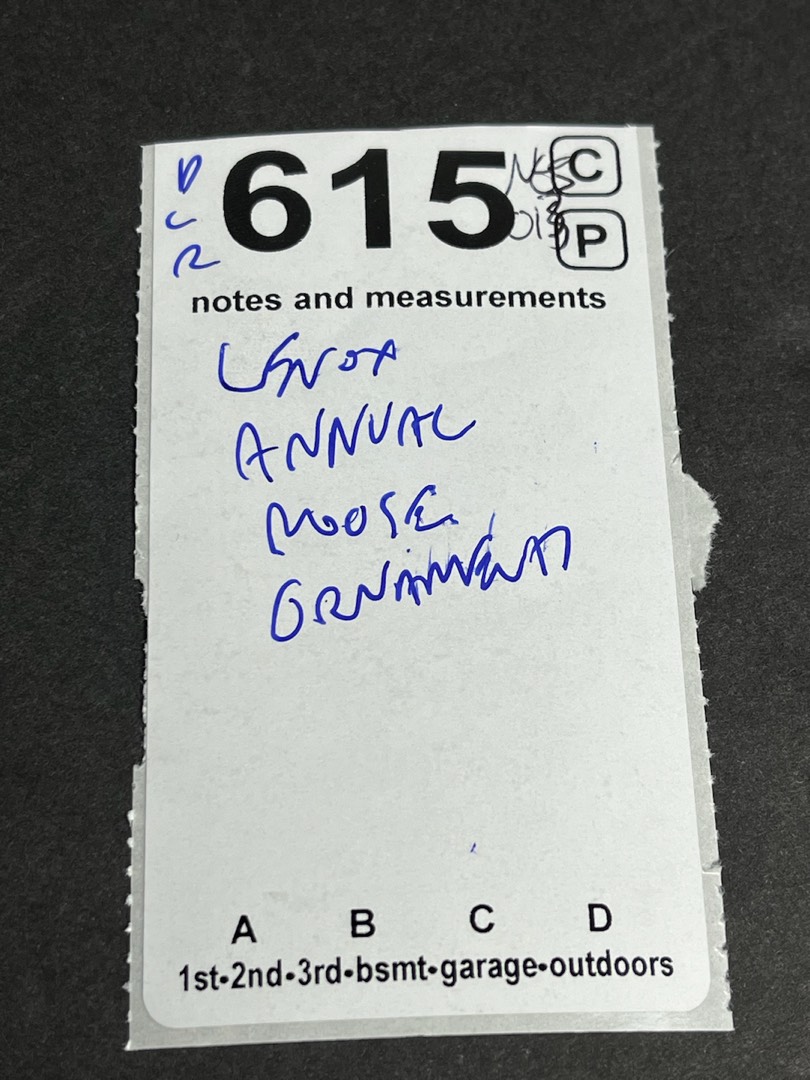 D 615 C
C P
R
notes and measurements
LENOX
ANNUAL
MOOSE
ORNAMENT
A B C D
1st-2nd-3rd-bsmt-garage-outdoors